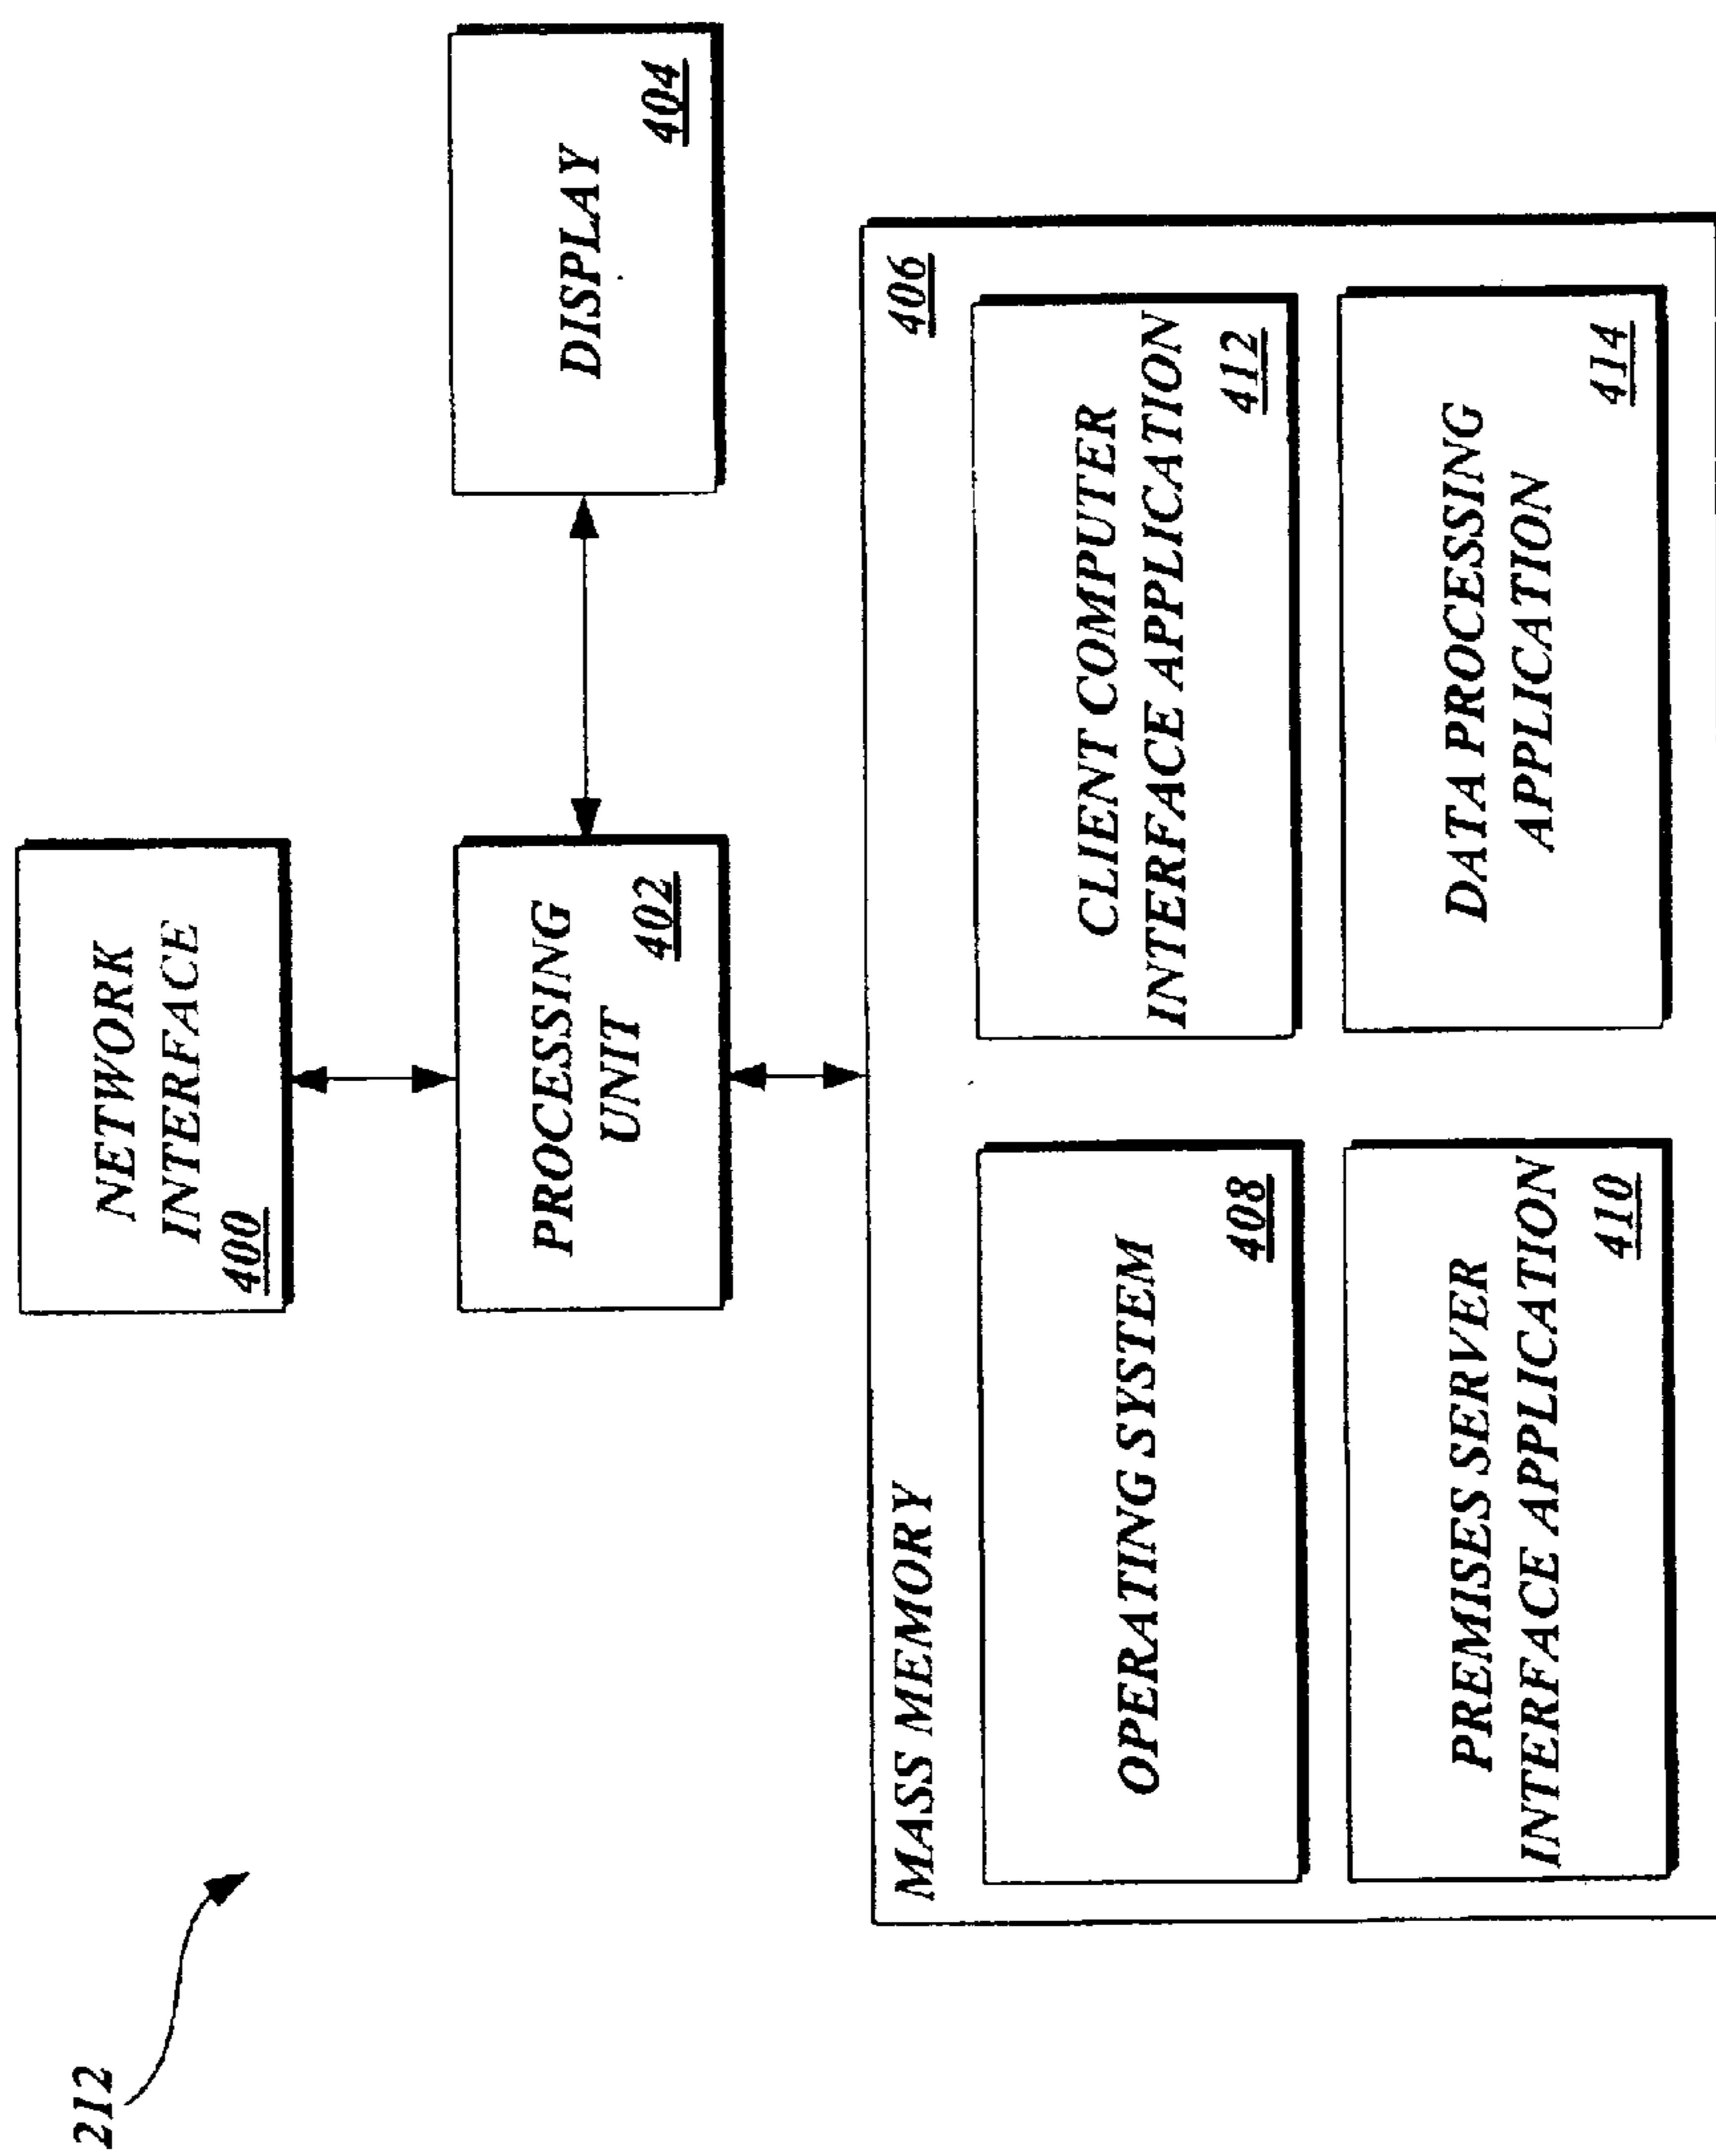 212
NETWORK
INTERFACE
400
PROCESSING
UNIT
402
DISPLAY
404
MASS MEMORY
406
OPERATING SYSTEM
408
CLIENT COMPUTER
INTERFACE APPLICATION
412
PREMISES SERVER
INTERFACE APPLICATION
410
DATA PROCESSING
APPLICATION
414